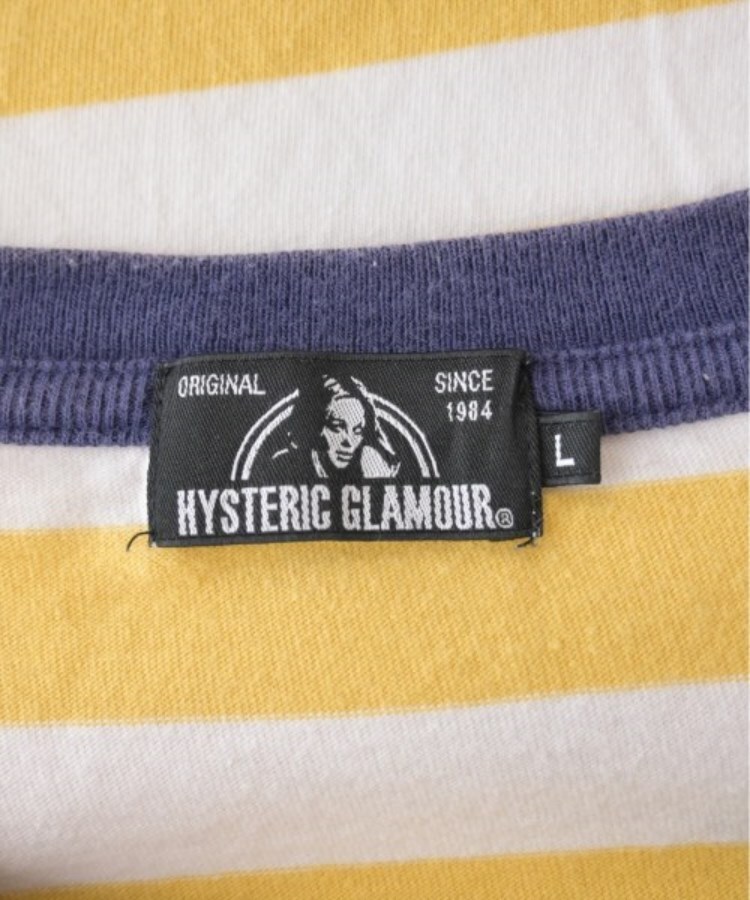 ORIGINAL SINCE
1984
HYSTERIC GLAMOUR®
L